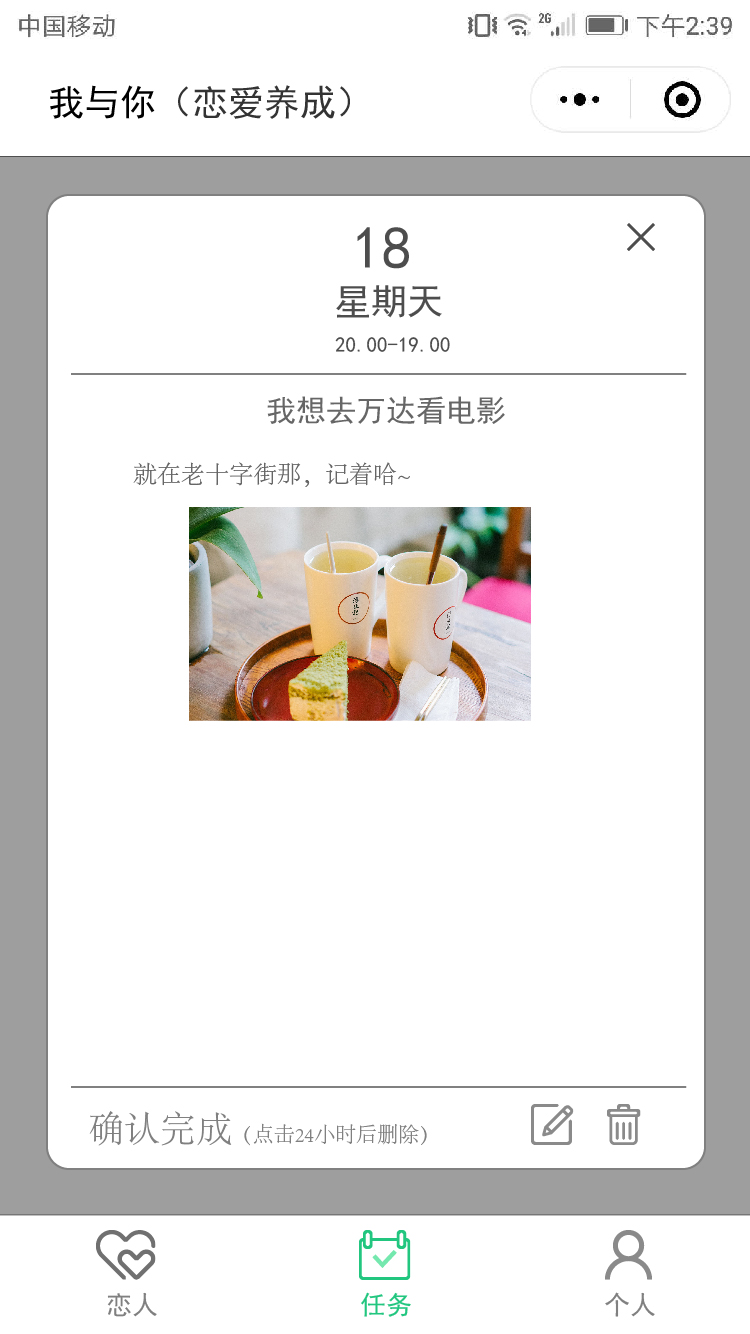 中国移动 2G 下午2:39
我与你（恋爱养成）
18
星期天
20.00-19.00
我想去万达看电影
就在老十字街那，记着哈~
确认完成（点击24小时后删除）
恋人 任务 个人